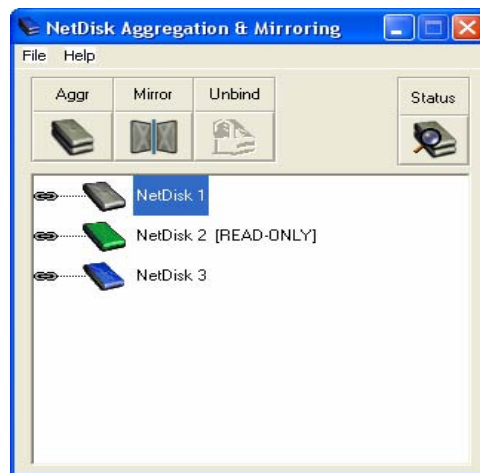 NetDisk Aggregation & Mirroring
File Help
Aggr Mirror Unbind Status
NetDisk 1
NetDisk 2 [READ-ONLY]
NetDisk 3